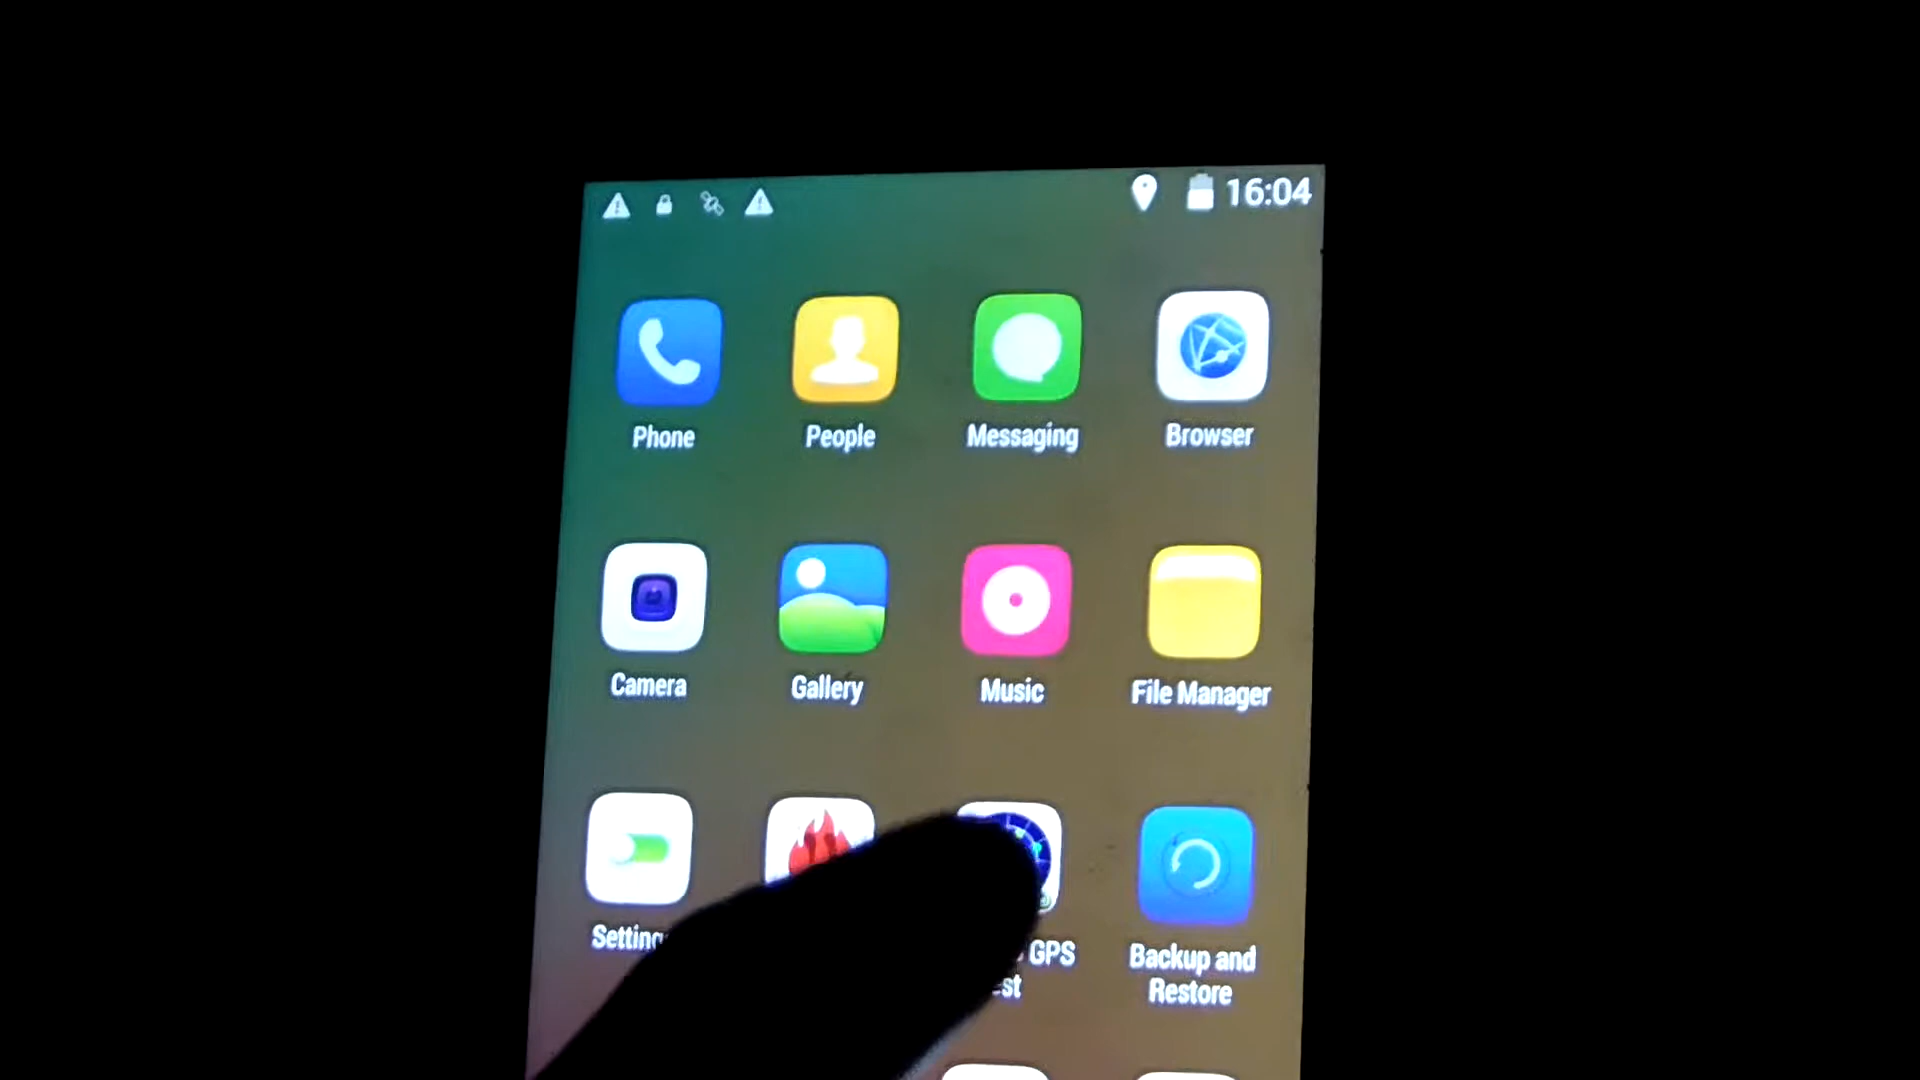 16:04
Phone People Messaging Browser
Camera Gallery Music File Manager
GPS Backup and
Restore